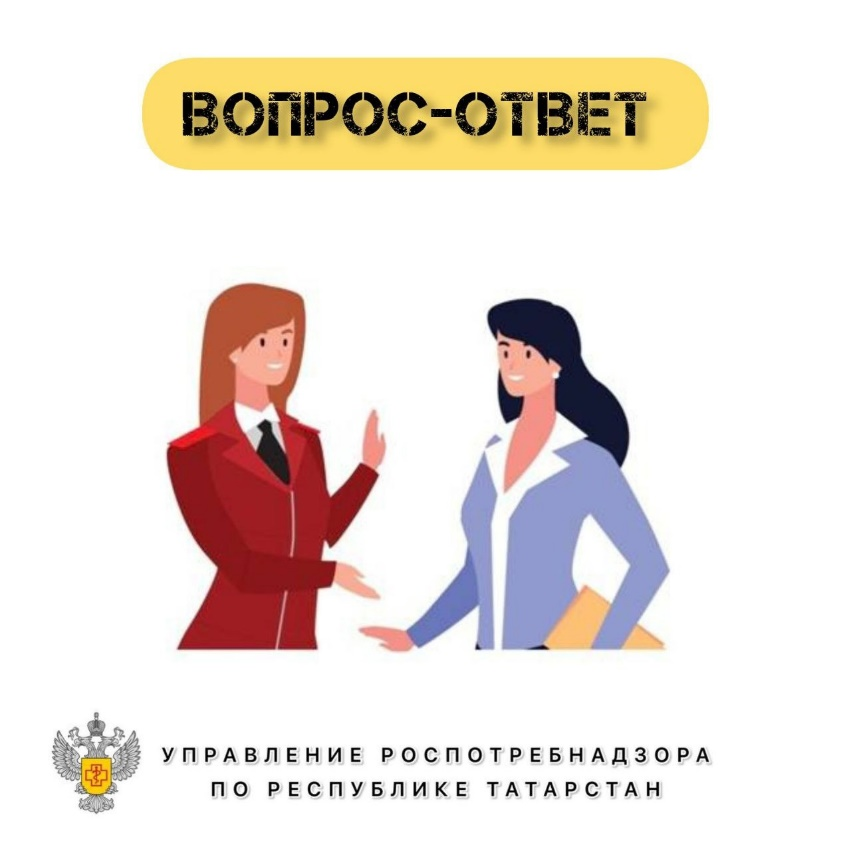 ВОПРОС-ОТВЕТ
УПРАВЛЕНИЕ РОСПОТРЕБНАДЗОРА
ПО РЕСПУБЛИКЕ ТАТАРСТАН